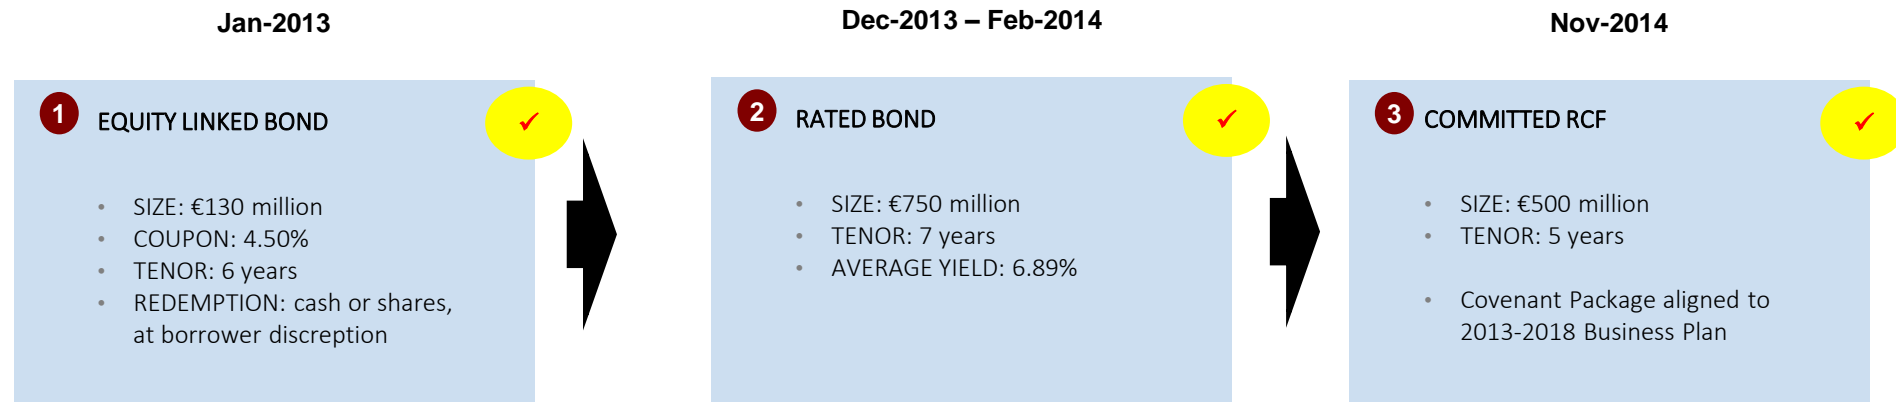 Jan-2013
1 EQUITY LINKED BOND ✓
• SIZE: €130 million
• COUPON: 4.50%
• TENOR: 6 years
• REDEMPTION: cash or shares,
at borrower discreption
Dec-2013 – Feb-2014
2 RATED BOND ✓
• SIZE: €750 million
• TENOR: 7 years
• AVERAGE YIELD: 6.89%
Nov-2014
3 COMMITTED RCF ✓
• SIZE: €500 million
• TENOR: 5 years
• Covenant Package aligned to
2013-2018 Business Plan